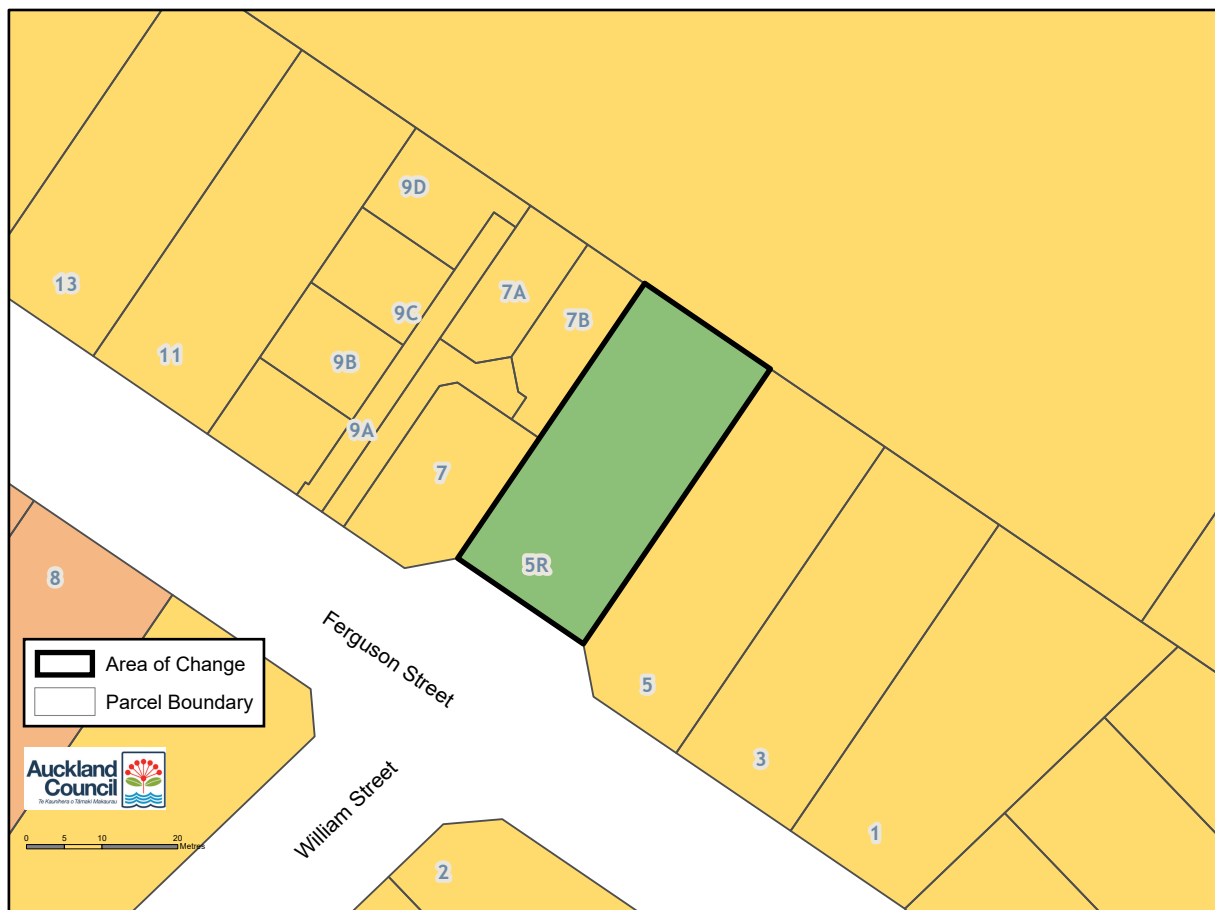 9D
7A
13
9C
7B
11
9B
9A
7
5R
8
Ferguson Street
Area of Change
Parcel Boundary
5
3
Auckland
Council
Te Kaunihera o Tāmaki Makaurau
William Street
1
0 5 10 20
Metres
2